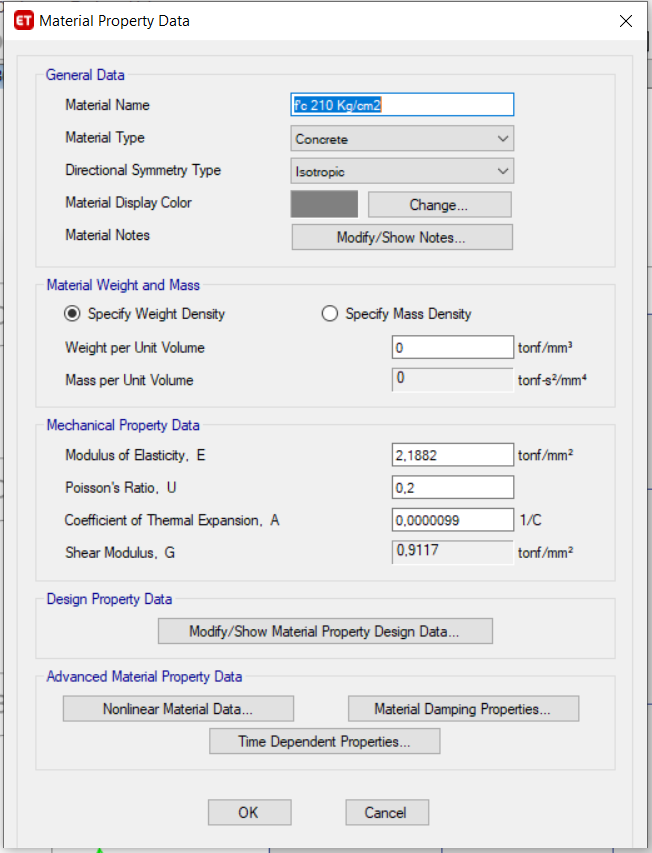 ET Material Property Data
General Data
Material Name f'c 210 Kg/cm2
Material Type Concrete
Directional Symmetry Type Isotropic
Material Display Color Change...
Material Notes Modify/Show Notes...
Material Weight and Mass
Specify Weight Density Specify Mass Density
Weight per Unit Volume 0 tonf/mm³
Mass per Unit Volume 0 tonf-s²/mm⁴
Mechanical Property Data
Modulus of Elasticity, E 2,1882 tonf/mm²
Poisson's Ratio, U 0,2
Coefficient of Thermal Expansion, A 0,0000099 1/C
Shear Modulus, G 0,9117 tonf/mm²
Design Property Data
Modify/Show Material Property Design Data...
Advanced Material Property Data
Nonlinear Material Data... Material Damping Properties...
Time Dependent Properties...
OK Cancel